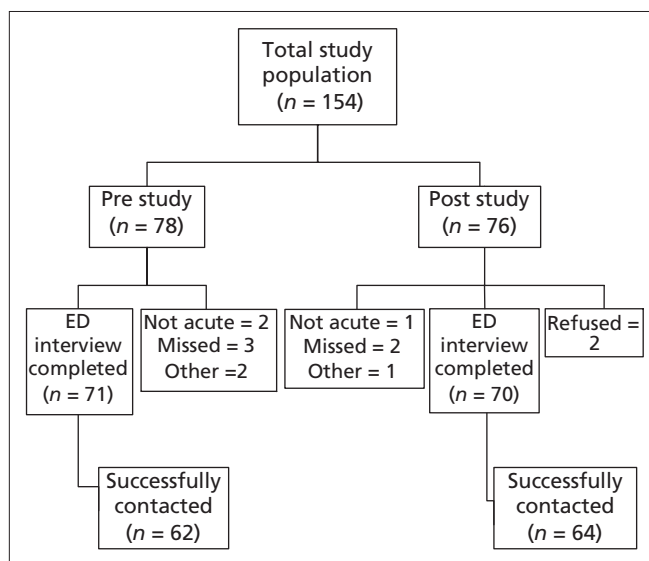 Total study
population
(n = 154)
Pre study
(n = 78)
Post study
(n = 76)
ED
interview
completed
(n = 71)
Not acute = 2
Missed = 3
Other =2
Not acute = 1
Missed = 2
Other = 1
ED
interview
completed
(n = 70)
Refused =
2
Successfully
contacted
(n = 62)
Successfully
contacted
(n = 64)